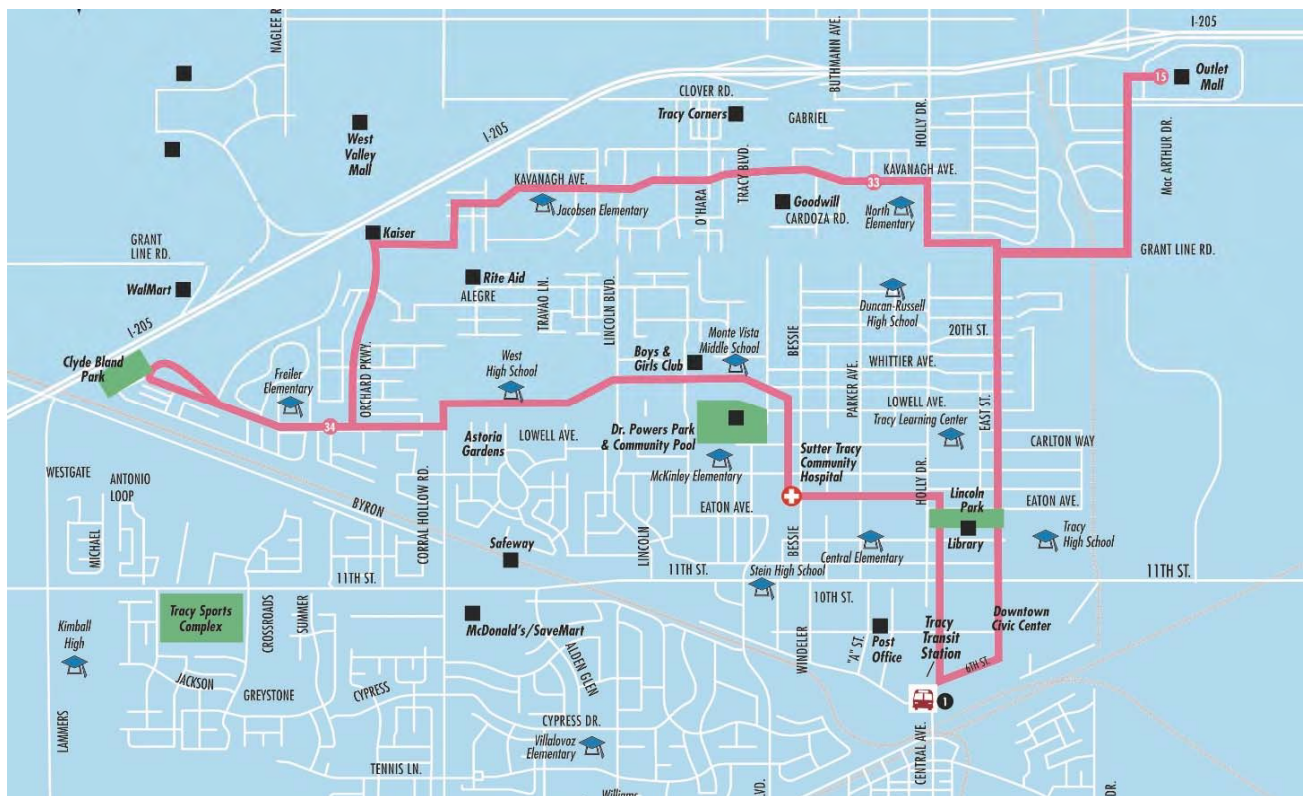 I-205
NAGLEE R
BUTHMANN AVE.
I-205
15
Outlet
Mall
CLOVER RD.
Tracy Corners
GABRIEL
HOLLY DR.
West
Valley
Mall
I-205
TRACY BLVD.
Mac ARTHUR DR.
KAVANAGH AVE.
KAVANAGH AVE.
33
Jacobsen Elementary
O'HARA
Goodwill
CARDOZA RD.
North
Elementary
Kaiser
GRANT
LINE RD.
GRANT LINE RD.
WalMart
Rite Aid
ALEGRE
TRAVAO LN.
LINCOLN BLVD.
Duncan-Russell
High School
20TH ST.
I-205
Clyde Bland
Park
Freiler
Elementary
ORCHARD PKWY.
West
High School
Boys &
Girls Club
Monte Vista
Middle School
BESSIE
WHITTIER AVE.
PARKER AVE
LOWELL AVE.
Tracy Learning Center
EAST ST.
34
Astoria
Gardens
LOWELL AVE.
Dr. Powers Park
& Community Pool
CARLTON WAY
Sutter Tracy
Community
Hospital
McKinley Elementary
WESTGATE
ANTONIO
LOOP
BYRON
CORRAL HOLLOW RD.
EATON AVE.
HOLLY DR.
Lincoln
Park
EATON AVE.
MICHAEL
Safeway
LINCOLN
BESSIE
Central Elementary
Library
Tracy
High School
11TH ST.
11TH ST.
Stein High School
11TH ST.
10TH ST.
Tracy Sports
Complex
CROSSROADS
SUMMER
McDonald's/SaveMart
Kimball
High
WINDELER
"A" ST.
Post
Office
Tracy
Transit
Station
Downtown
Civic Center
6TH ST.
ALDEN GLEN
JACKSON
GREYSTONE
CYPRESS
1
LAMMERS
CYPRESS DR.
Villalovoz
Elementary
CENTRAL AVE.
TENNIS LN.
Williams
LVD.
DR.